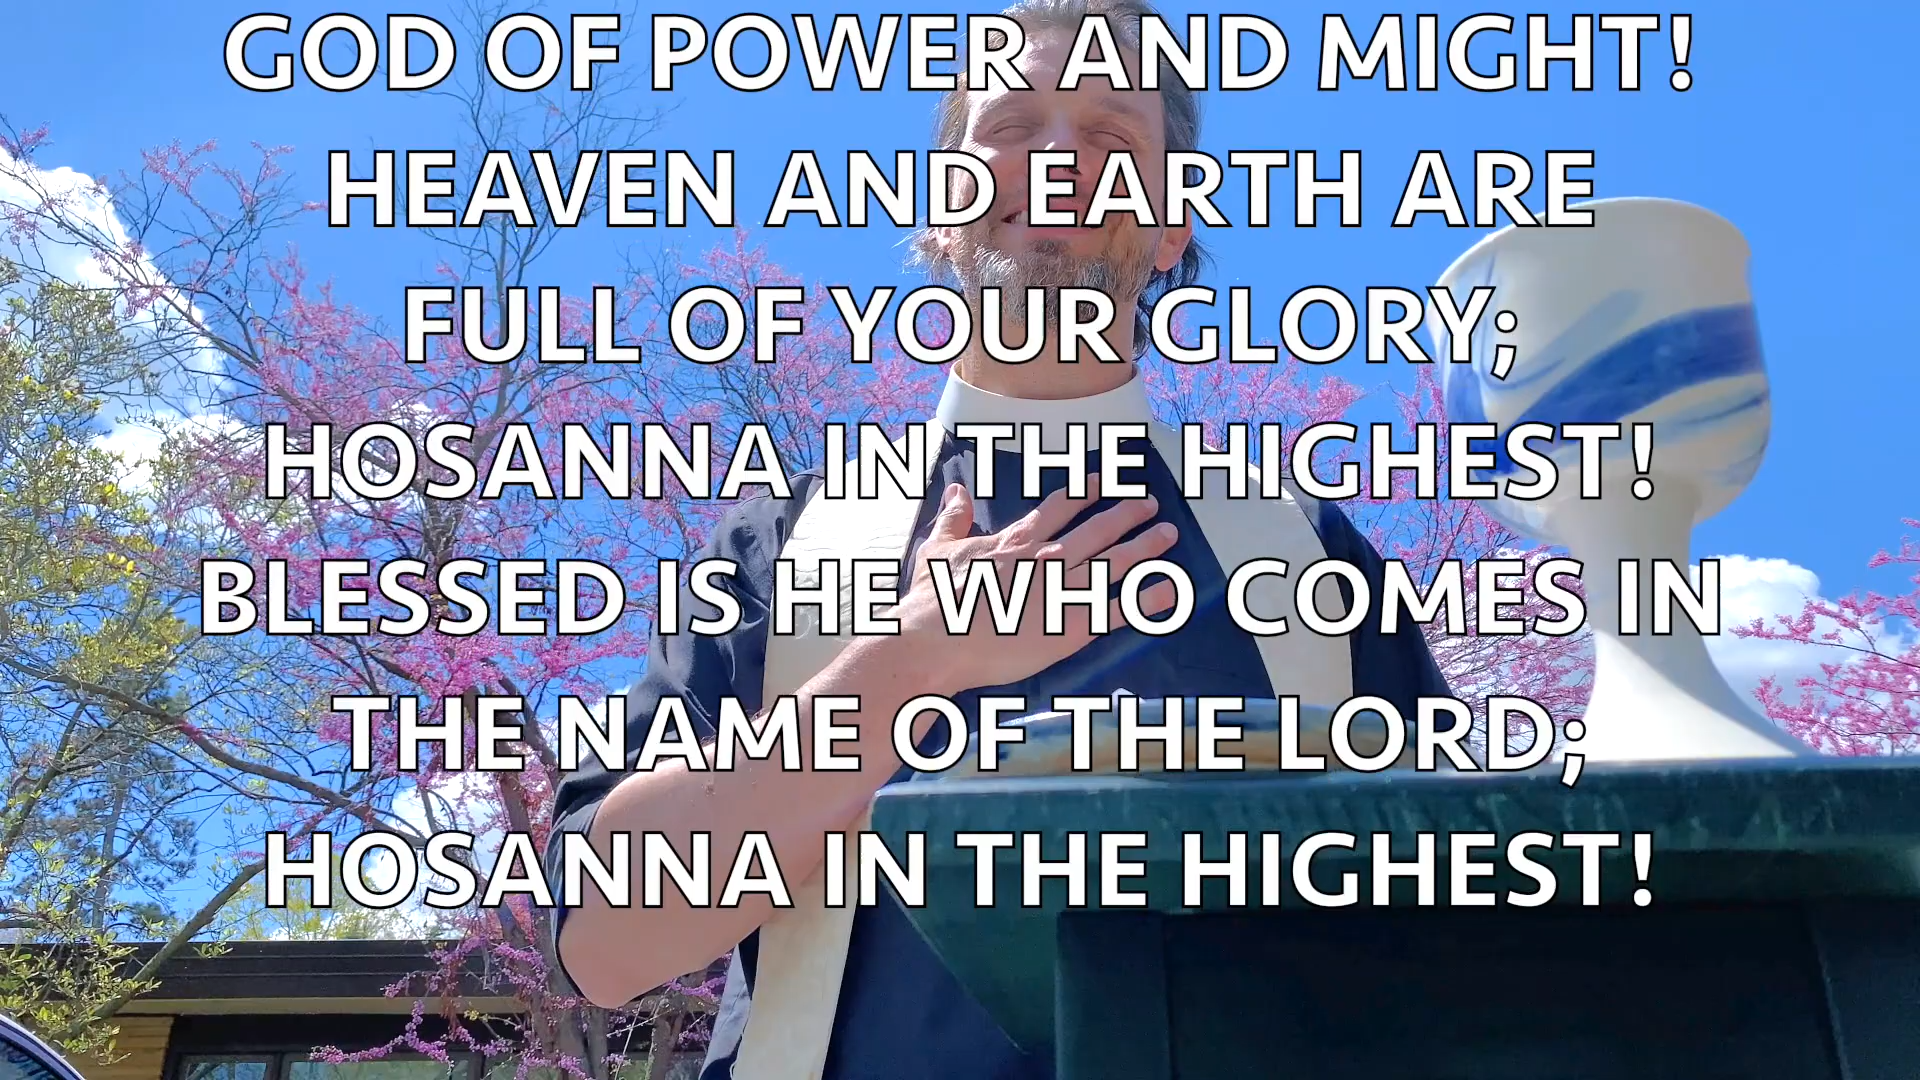 GOD OF POWER AND MIGHT!
HEAVEN AND EARTH ARE
FULL OF YOUR GLORY;
HOSANNA IN THE HIGHEST!
BLESSED IS HE WHO COMES IN
THE NAME OF THE LORD;
HOSANNA IN THE HIGHEST!